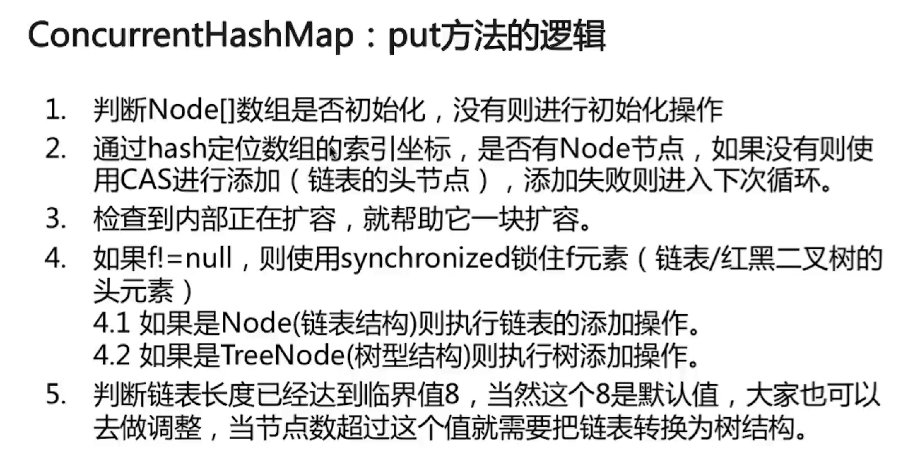 ConcurrentHashMap：put方法的逻辑
1. 判断Node[]数组是否初始化，没有则进行初始化操作
2. 通过hash定位数组的索引坐标，是否有Node节点，如果没有则使
用CAS进行添加（链表的头节点），添加失败则进入下次循环。
3. 检查到内部正在扩容，就帮助它一块扩容。
4. 如果f!=null，则使用synchronized锁住f元素（链表/红黑二叉树的
头元素）
4.1 如果是Node(链表结构)则执行链表的添加操作。
4.2 如果是TreeNode(树型结构)则执行树添加操作。
5. 判断链表长度已经达到临界值8，当然这个8是默认值，大家也可以
去做调整，当节点数超过这个值就需要把链表转换为树结构。